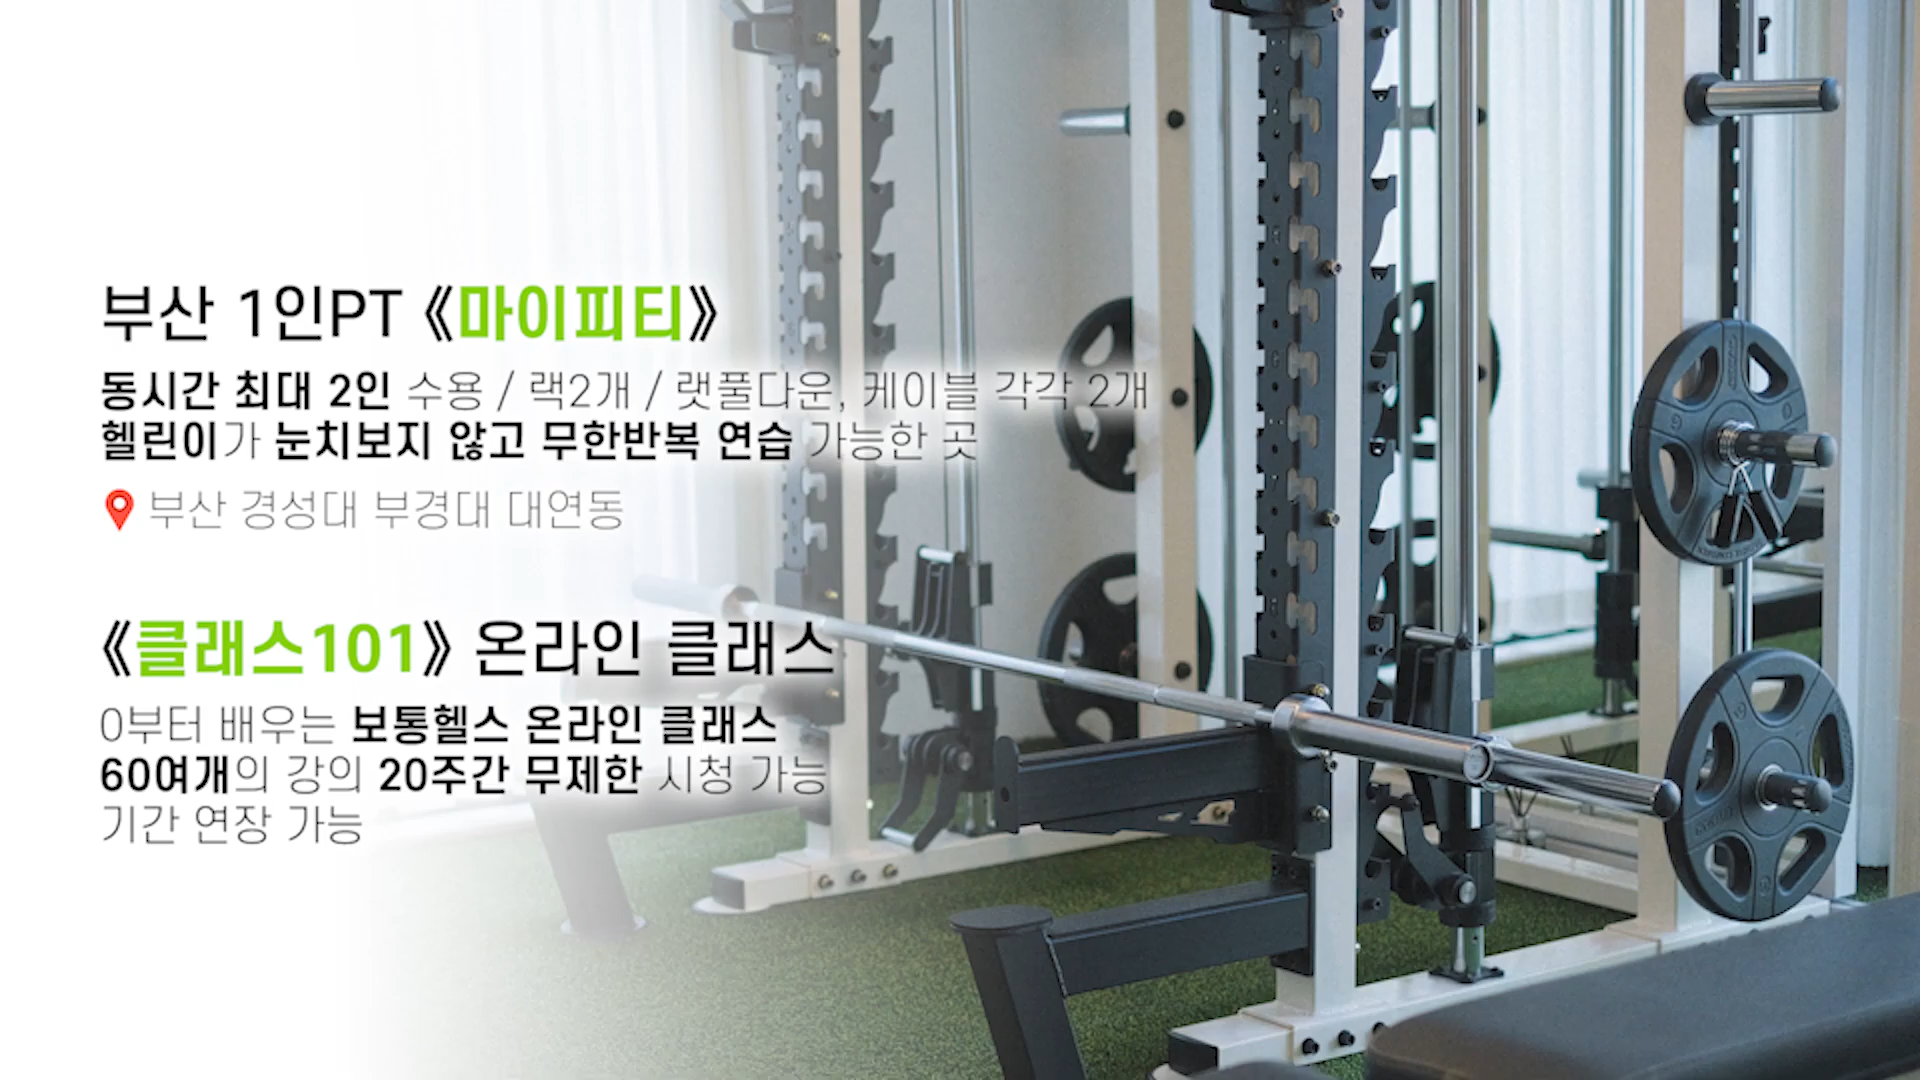 부산 1인PT 《마이피티》
동시간 최대 2인 수용 / 랙2개 / 랫풀다운, 케이블 각각 2개
헬린이가 눈치보지 않고 무한반복 연습 가능한 곳
부산 경성대 부경대 대연동
《클래스101》 온라인 클래스
0부터 배우는 보통헬스 온라인 클래스
60여개의 강의 20주간 무제한 시청 가능
기간 연장 가능